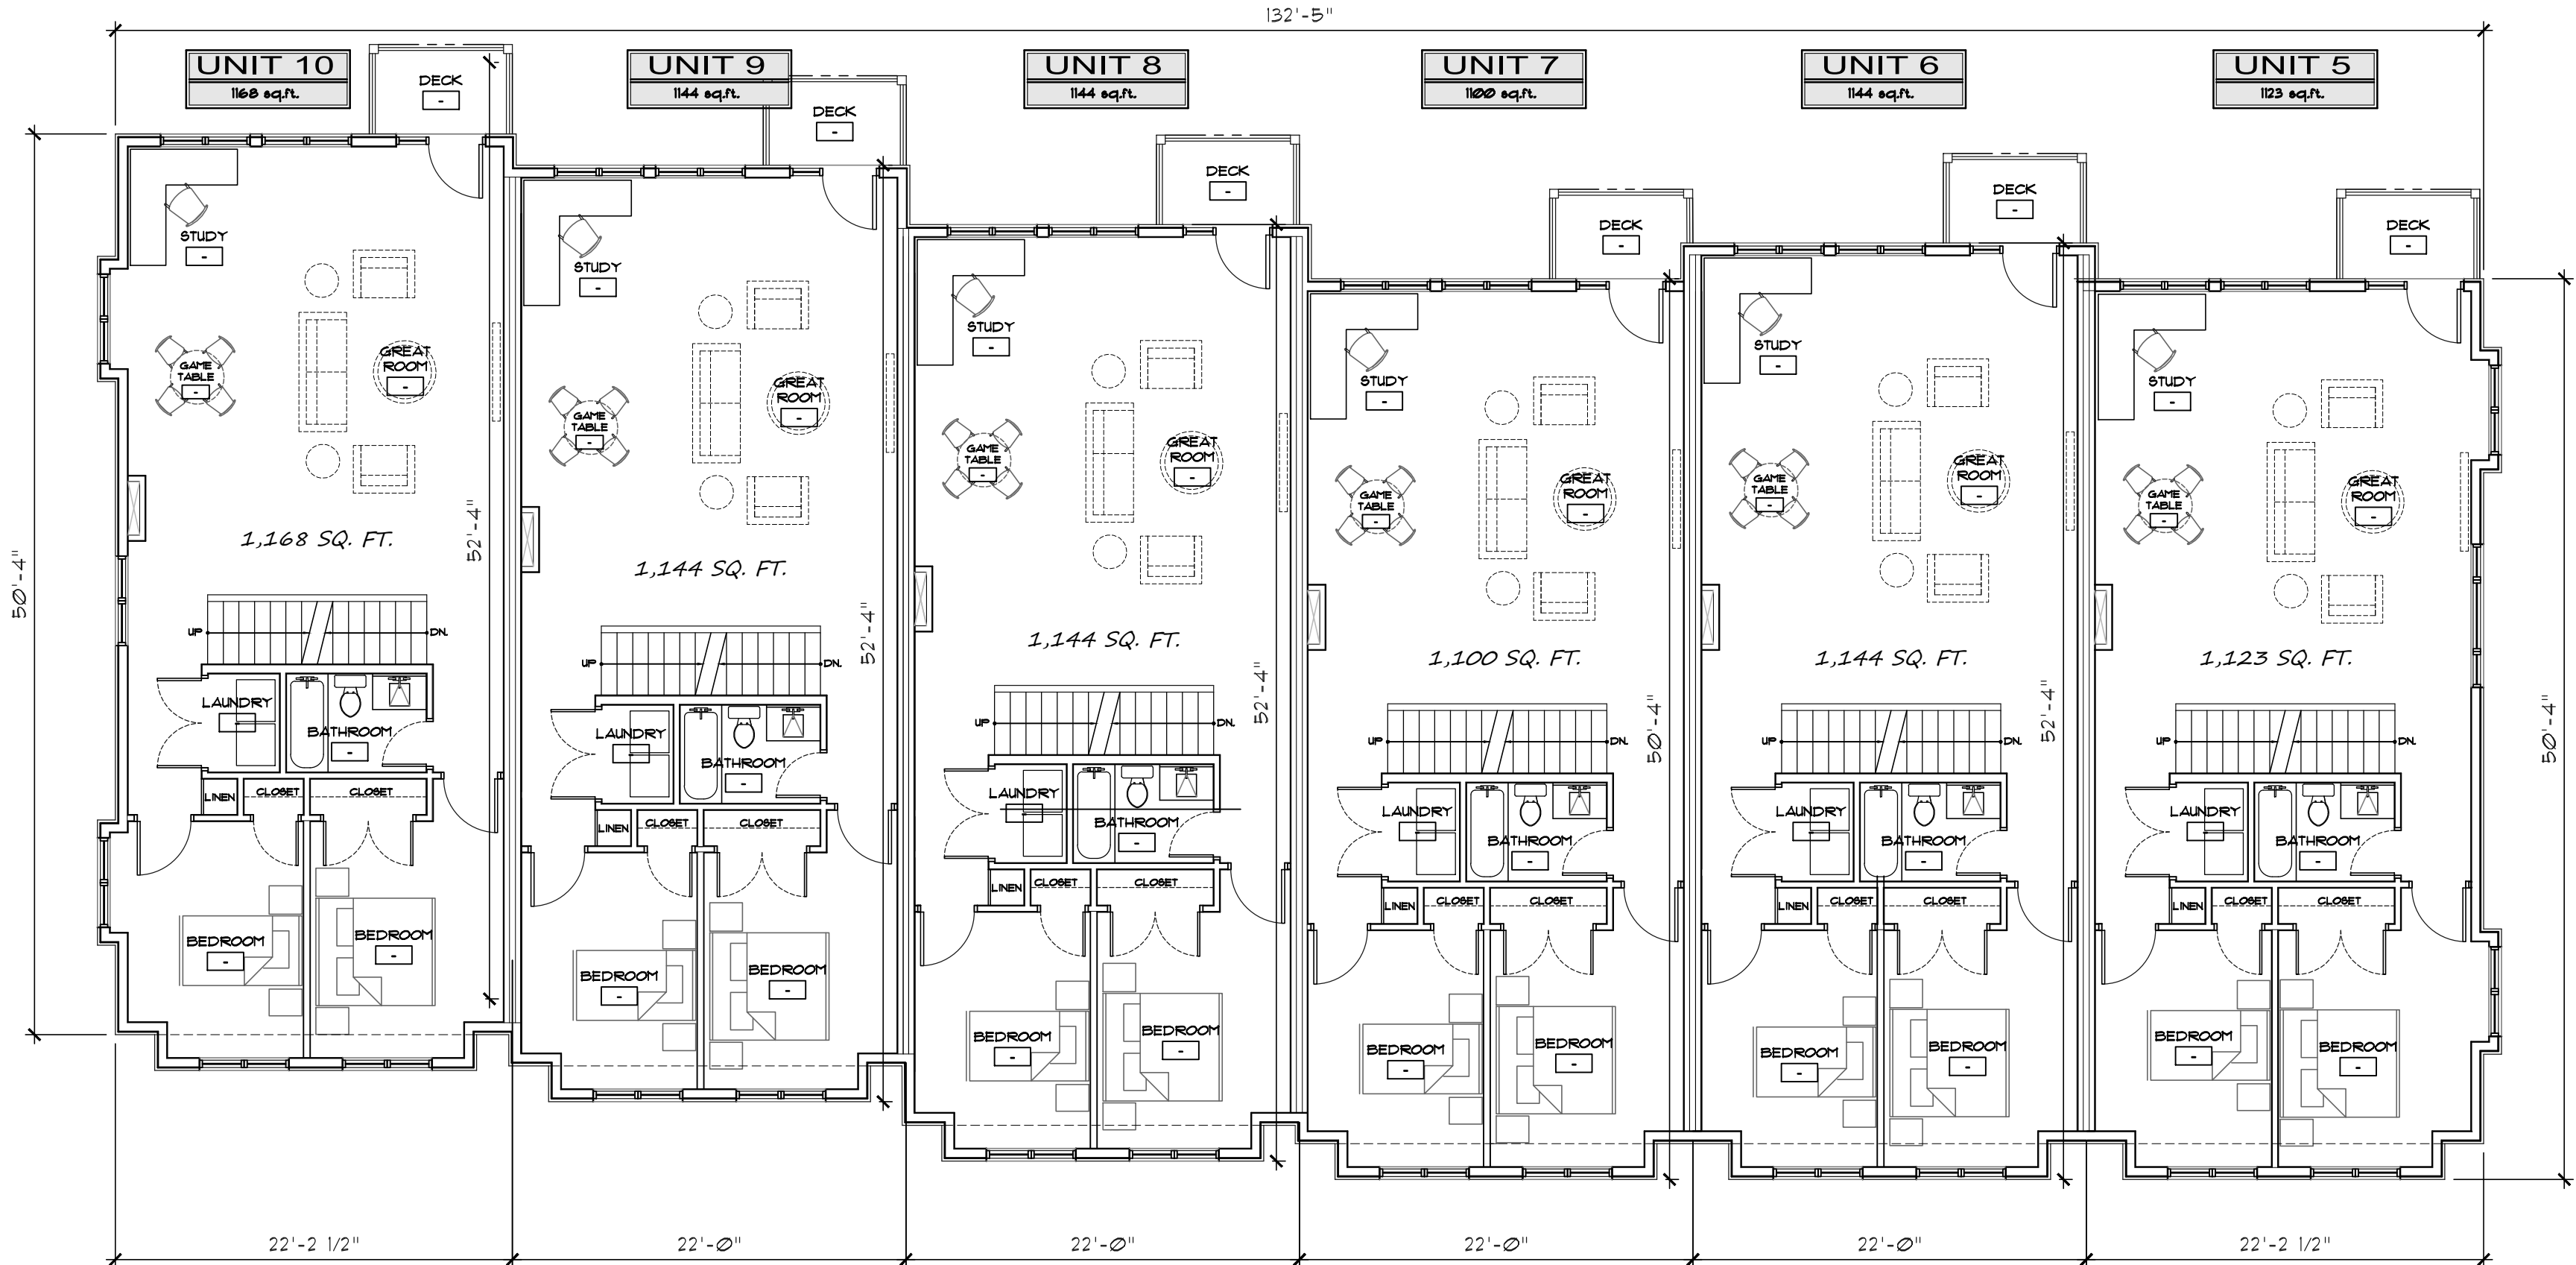 132'-5"
UNIT 10
1168 sq.ft.
UNIT 9
1144 sq.ft.
UNIT 8
1144 sq.ft.
UNIT 7
1100 sq.ft.
UNIT 6
1144 sq.ft.
UNIT 5
1123 sq.ft.
DECK
-
STUDY
-
GAME
TABLE
-
GREAT
ROOM
-
1,168 SQ. FT.
52'-4"
50'-4"
UP
DN.
LAUNDRY
-
BATHROOM
-
LINEN
CLOSET
CLOSET
BEDROOM
-
BEDROOM
-
22'-2 1/2"
DECK
-
STUDY
-
GAME
TABLE
-
GREAT
ROOM
-
1,144 SQ. FT.
52'-4"
UP
DN.
LAUNDRY
-
BATHROOM
-
LINEN
CLOSET
CLOSET
BEDROOM
-
BEDROOM
-
22'-0"
DECK
-
STUDY
-
GAME
TABLE
-
GREAT
ROOM
-
1,144 SQ. FT.
52'-4"
UP
DN.
LAUNDRY
-
BATHROOM
-
LINEN
CLOSET
CLOSET
BEDROOM
-
BEDROOM
-
22'-0"
DECK
-
STUDY
-
GAME
TABLE
-
GREAT
ROOM
-
1,100 SQ. FT.
50'-4"
UP
DN.
LAUNDRY
-
BATHROOM
-
LINEN
CLOSET
CLOSET
BEDROOM
-
BEDROOM
-
22'-0"
DECK
-
STUDY
-
GAME
TABLE
-
GREAT
ROOM
-
1,144 SQ. FT.
52'-4"
UP
DN.
LAUNDRY
-
BATHROOM
-
LINEN
CLOSET
CLOSET
BEDROOM
-
BEDROOM
-
22'-0"
DECK
-
STUDY
-
GAME
TABLE
-
GREAT
ROOM
-
1,123 SQ. FT.
50'-4"
UP
DN.
LAUNDRY
-
BATHROOM
-
LINEN
CLOSET
CLOSET
BEDROOM
-
BEDROOM
-
22'-2 1/2"